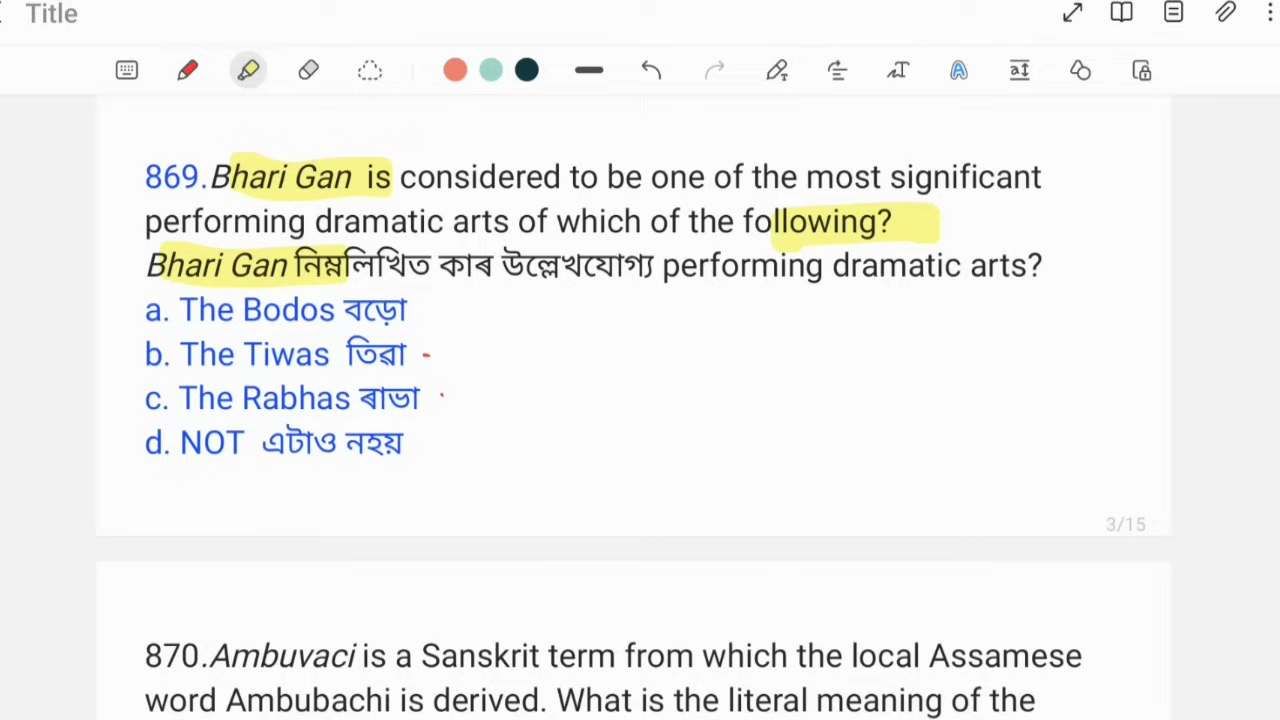 Title
869.Bhari Gan is considered to be one of the most significant
performing dramatic arts of which of the following?
Bhari Gan নিম্নলিখিত কাৰ উল্লেখযোগ্য performing dramatic arts?
a. The Bodos বড়ো
b. The Tiwas তিৱা
c. The Rabhas ৰাভা
d. NOT এটাও নহয়
3/15
870.Ambuvaci is a Sanskrit term from which the local Assamese
word Ambubachi is derived. What is the literal meaning of the